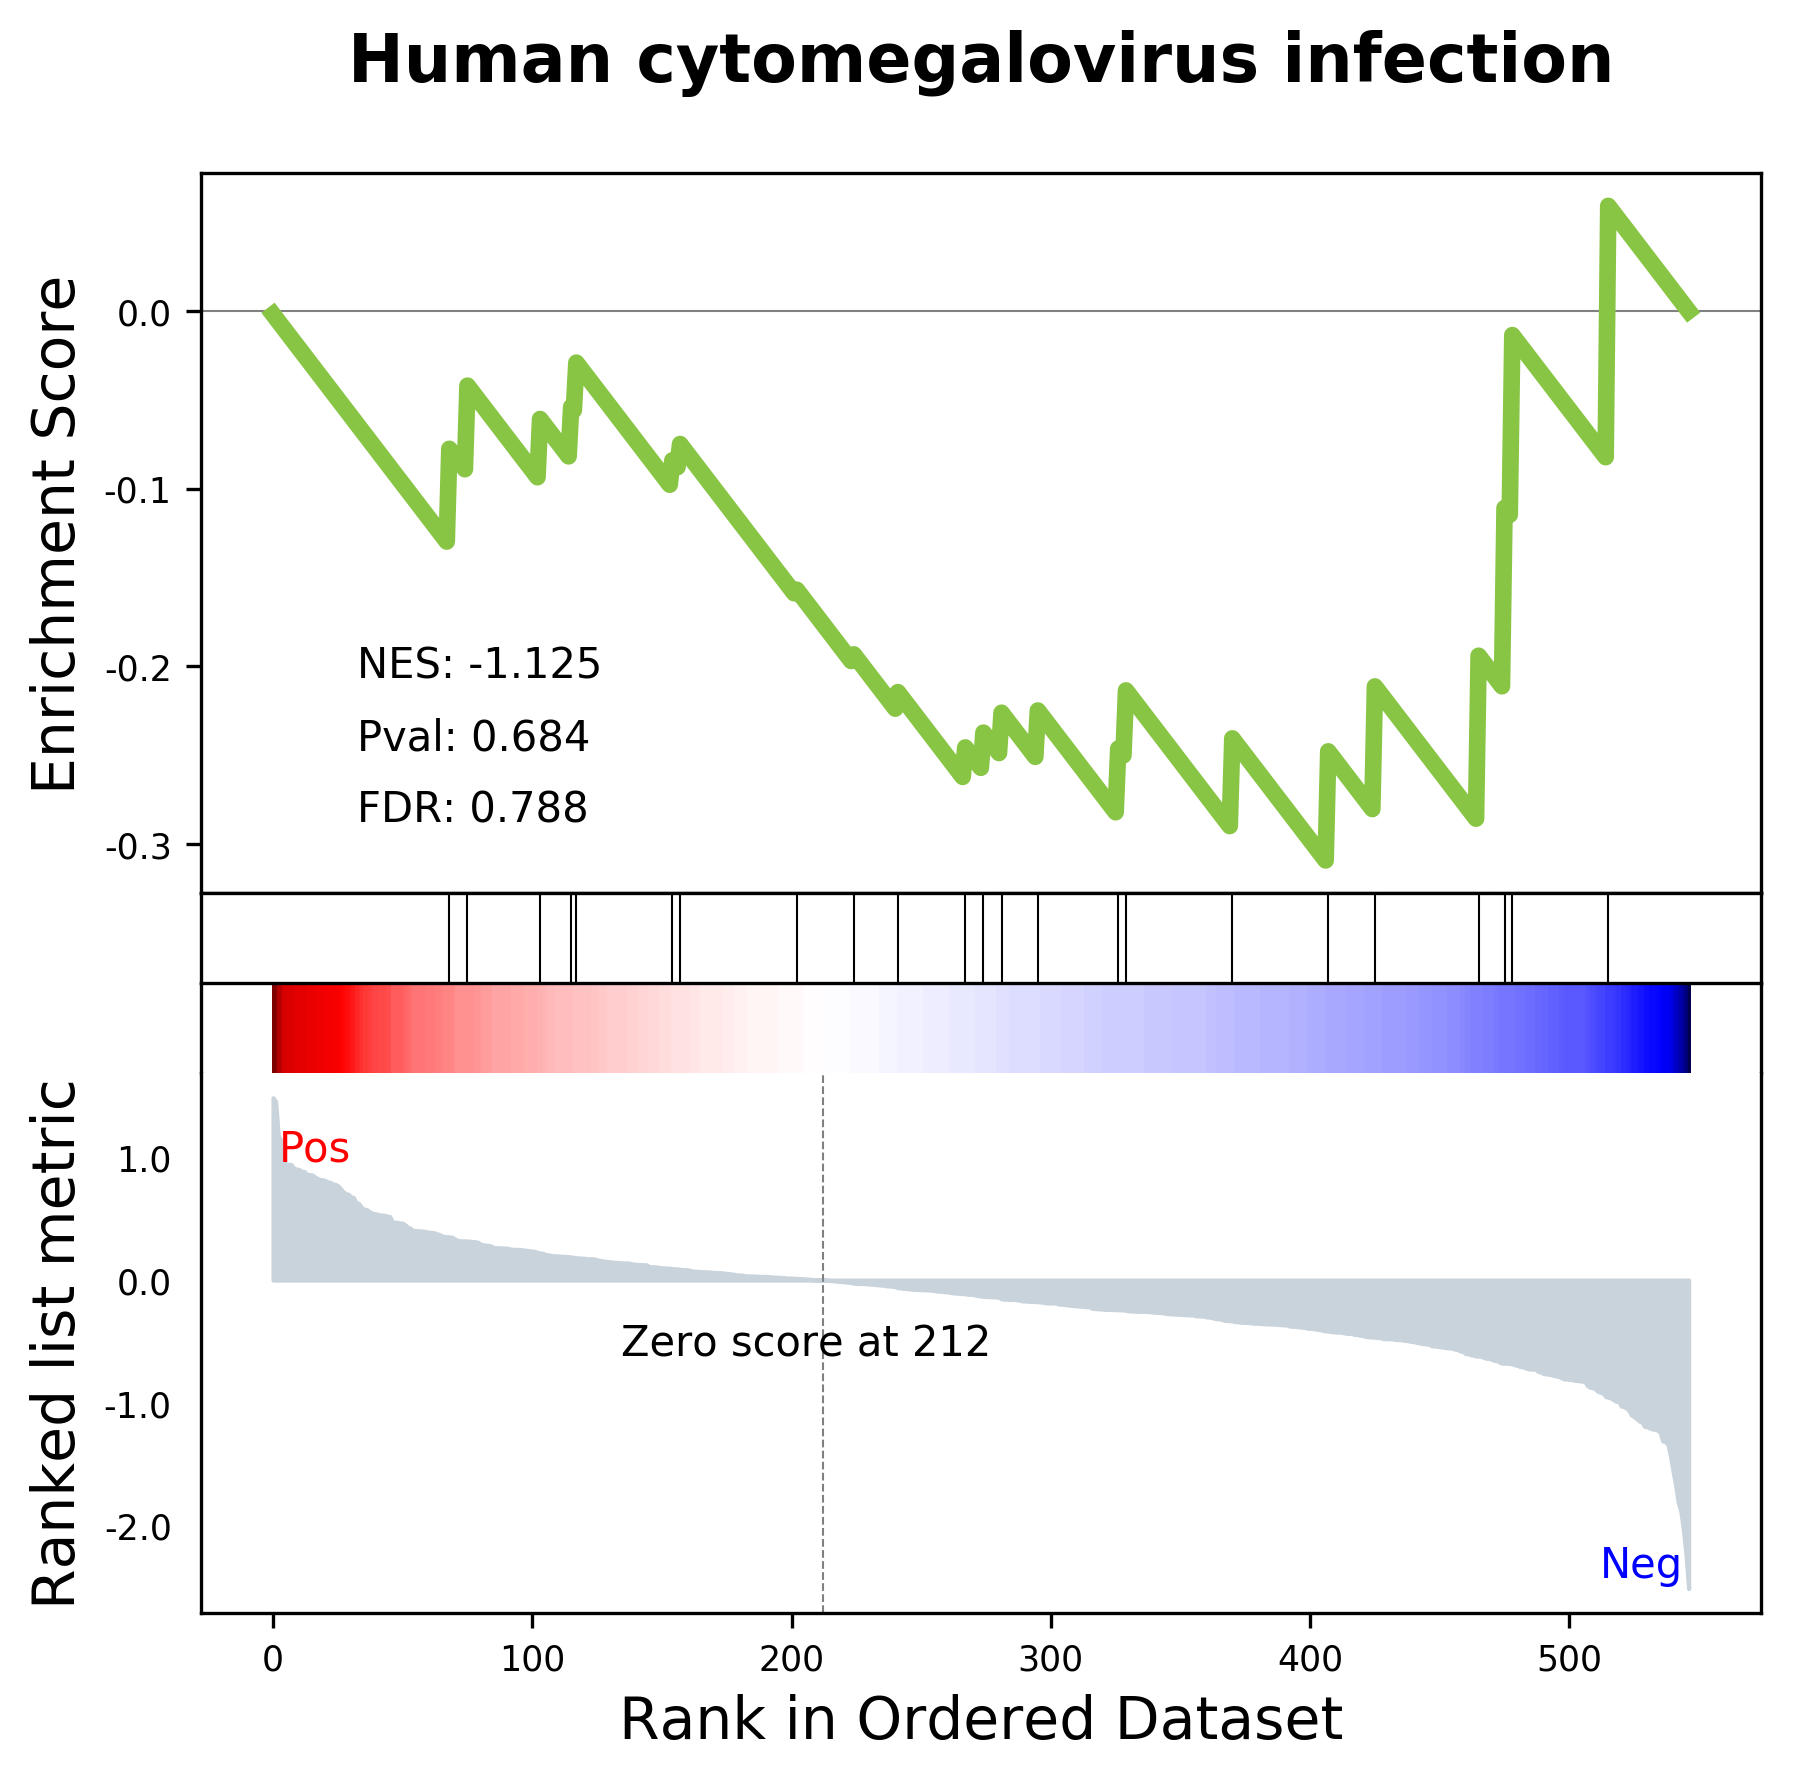 Human cytomegalovirus infection
Enrichment Score
0.0
-0.1
-0.2
-0.3
NES: -1.125
Pval: 0.684
FDR: 0.788
Ranked list metric
1.0
0.0
-1.0
-2.0
Pos
Zero score at 212
Neg
0 100 200 300 400 500
Rank in Ordered Dataset